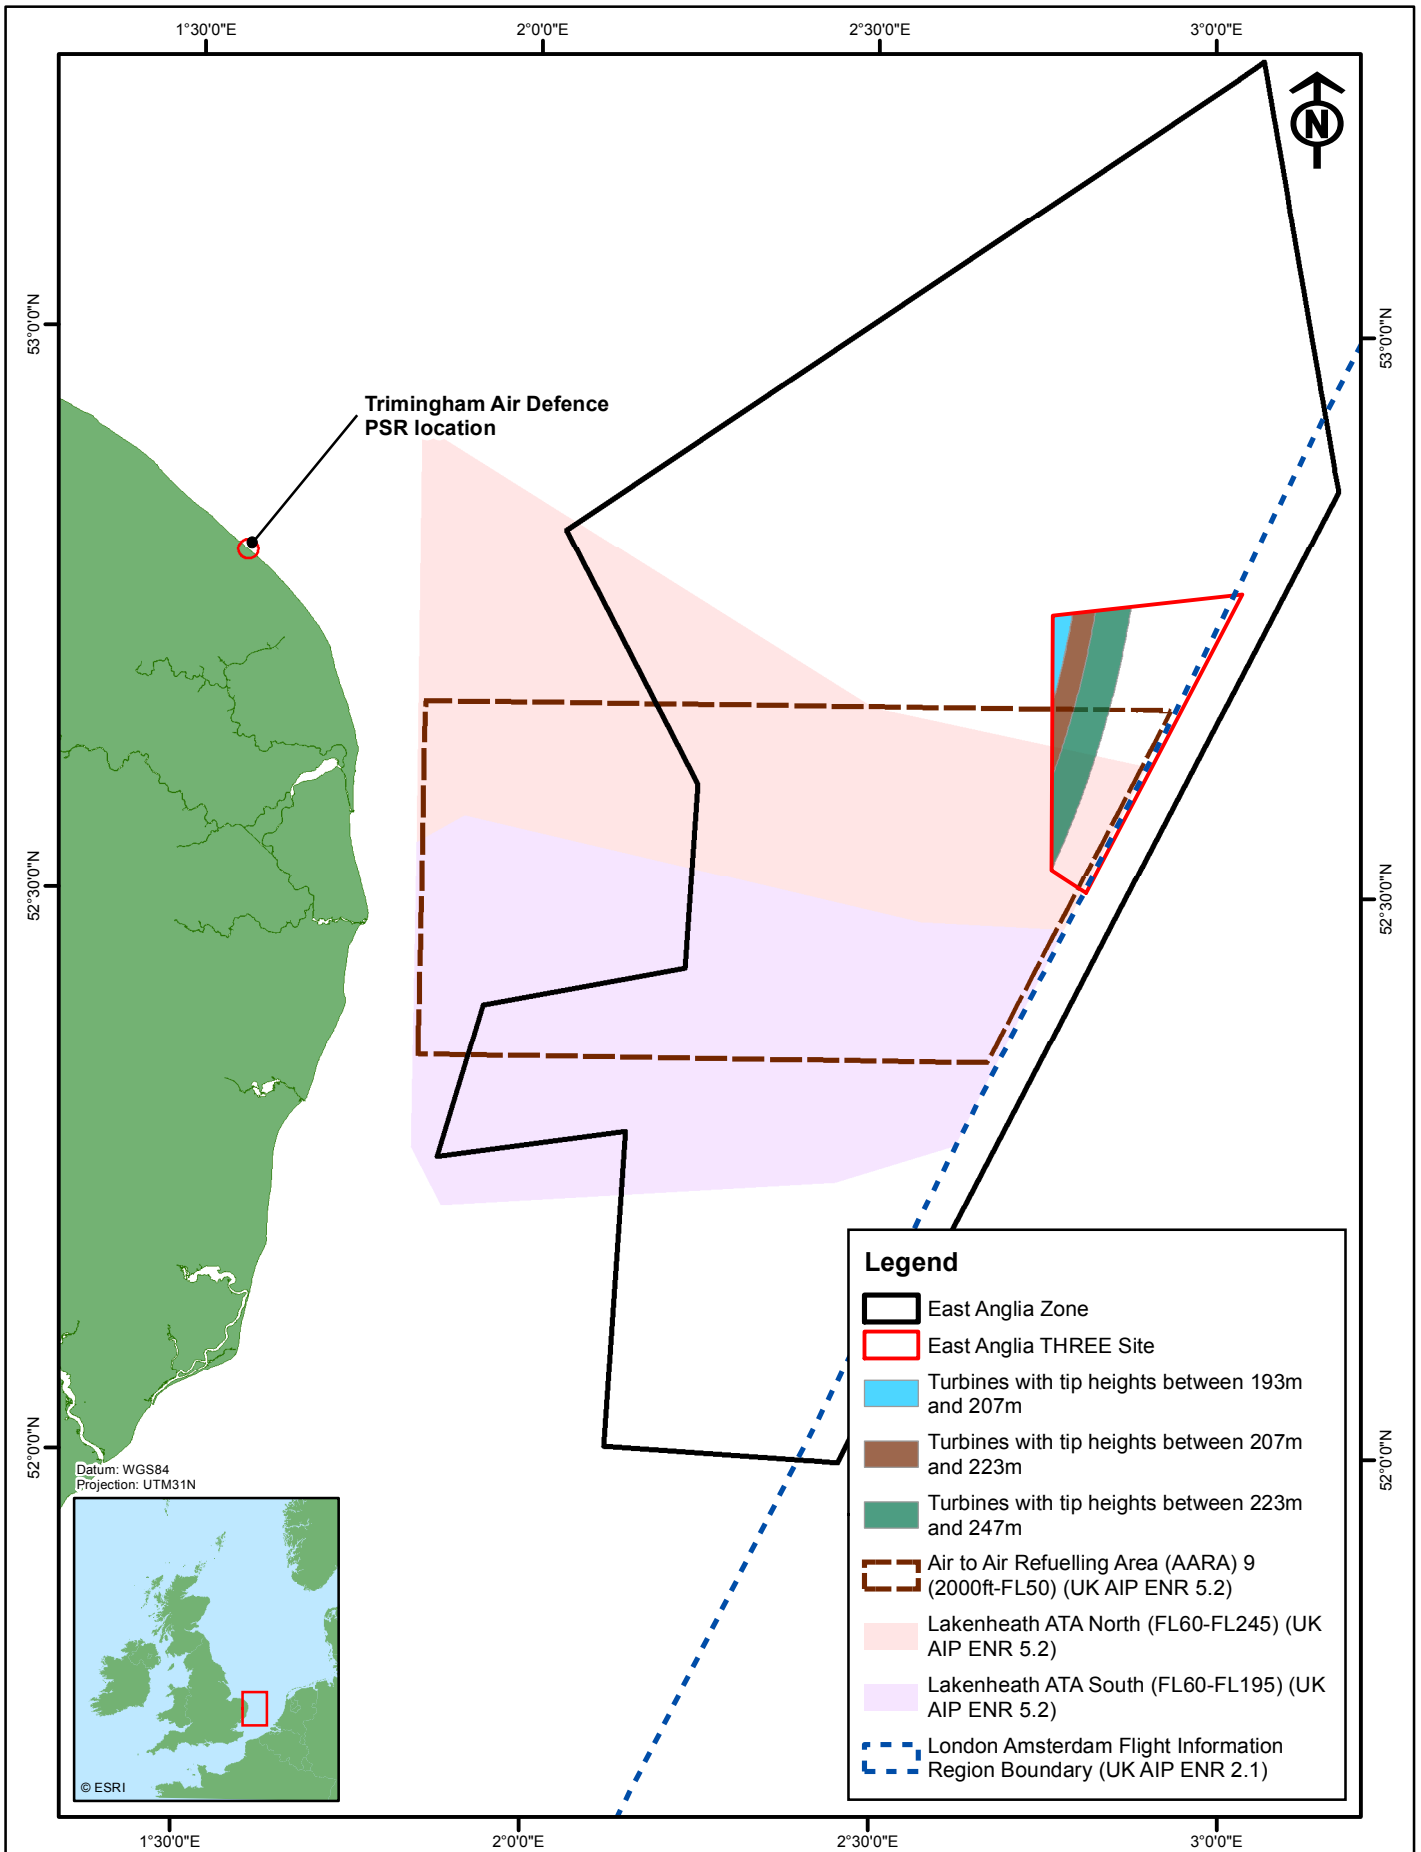 1°30'0"E
2°0'0"E
2°30'0"E
3°0'0"E
N
53°0'0"N
53°0'0"N
Trimingham Air Defence
PSR location
52°30'0"N
52°30'0"N
52°0'0"N
52°0'0"N
Datum: WGS84
Projection: UTM31N
© ESRI
Legend
East Anglia Zone
East Anglia THREE Site
Turbines with tip heights between 193m
and 207m
Turbines with tip heights between 207m
and 223m
Turbines with tip heights between 223m
and 247m
Air to Air Refuelling Area (AARA) 9
(2000ft-FL50) (UK AIP ENR 5.2)
Lakenheath ATA North (FL60-FL245) (UK
AIP ENR 5.2)
Lakenheath ATA South (FL60-FL195) (UK
AIP ENR 5.2)
London Amsterdam Flight Information
Region Boundary (UK AIP ENR 2.1)
1°30'0"E
2°0'0"E
2°30'0"E
3°0'0"E